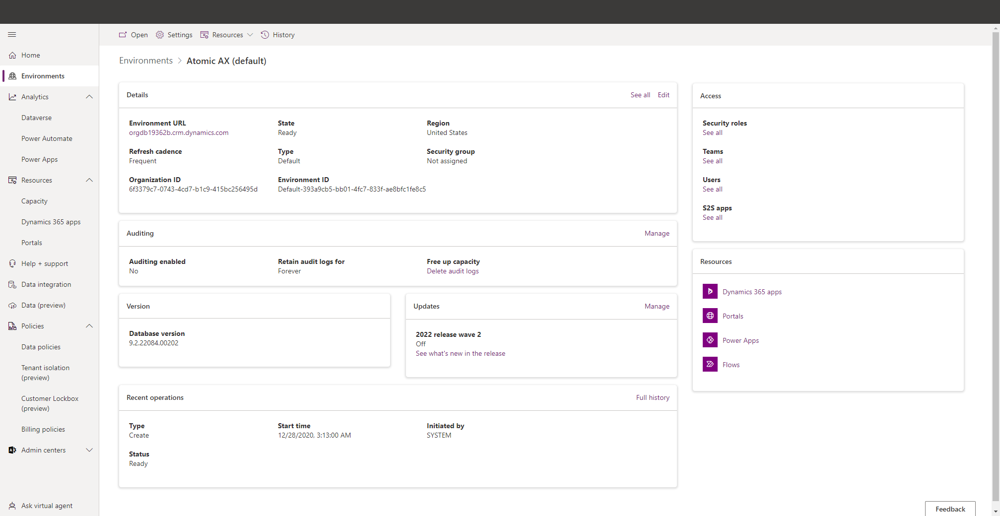 Open
Settings
Resources
History
Home
Environments
Analytics
Dataverse
Power Automate
Power Apps
Resources
Capacity
Dynamics 365 apps
Portals
Help + support
Data integration
Data (preview)
Policies
Data policies
Tenant isolation
(preview)
Customer Lockbox
(preview)
Billing policies
Admin centers
Ask virtual agent
Environments > Atomic AX (default)
Details
See all
Edit
Environment URL
orgdb19362b.crm.dynamics.com
State
Ready
Region
United States
Refresh cadence
Frequent
Type
Default
Security group
Not assigned
Organization ID
6f3379c7-0743-4cd7-b1c9-415bc256495d
Environment ID
Default-393a9cb5-bb01-4fc7-833f-ae8bfc1fe8c5
Auditing
Manage
Auditing enabled
No
Retain audit logs for
Forever
Free up capacity
Delete audit logs
Version
Database version
9.2.22084.00202
Updates
Manage
2022 release wave 2
Off
See what's new in the release
Recent operations
Full history
Type
Create
Start time
12/28/2020, 3:13:00 AM
Initiated by
SYSTEM
Status
Ready
Access
Security roles
See all
Teams
See all
Users
See all
S2S apps
See all
Resources
Dynamics 365 apps
Portals
Power Apps
Flows
Feedback